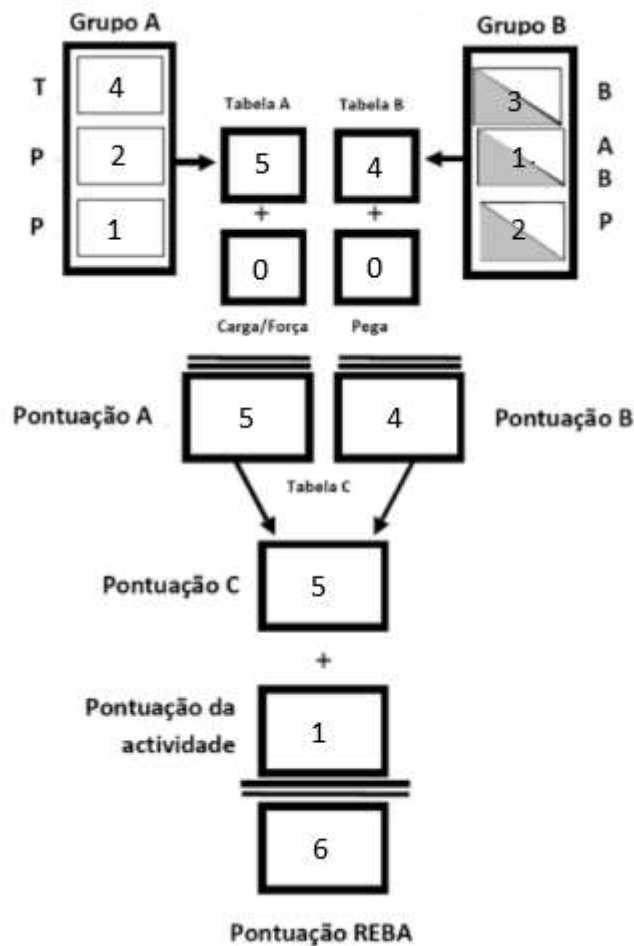 Grupo A
Grupo B
T
4
P
2
P
1
Tabela A
Tabela B
5
4
+
+
0
0
Carga/Força
Pega
3
B
1.
A
B
2
P
Pontuação A
5
4
Pontuação B
Tabela C
Pontuação C
5
+
Pontuação da
actividade
1
6
Pontuação REBA